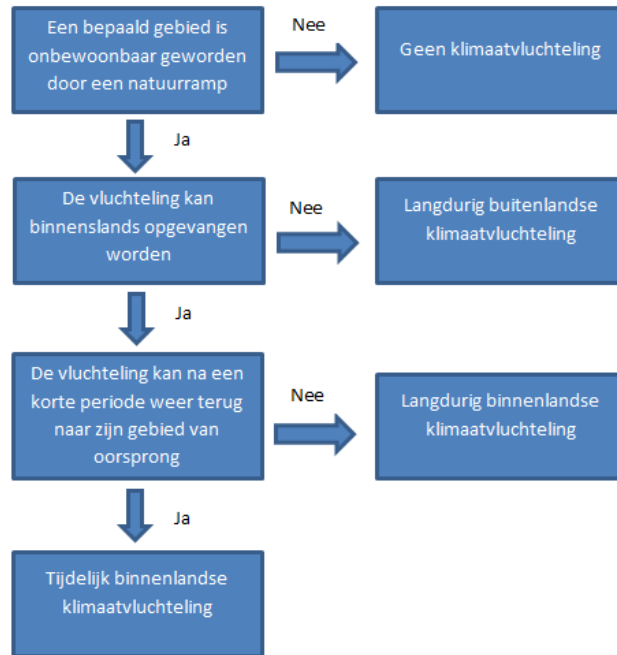 Een bepaald gebied is
onbewoonbaar geworden
door een natuurramp
Nee
Geen klimaatvluchteling
Ja
De vluchteling kan
binnenslands opgevangen
worden
Nee
Langdurig buitenlandse
klimaatvluchteling
Ja
De vluchteling kan na een
korte periode weer terug
naar zijn gebied van
oorsprong
Nee
Langdurig binnenlandse
klimaatvluchteling
Ja
Tijdelijk binnenlandse
klimaatvluchteling